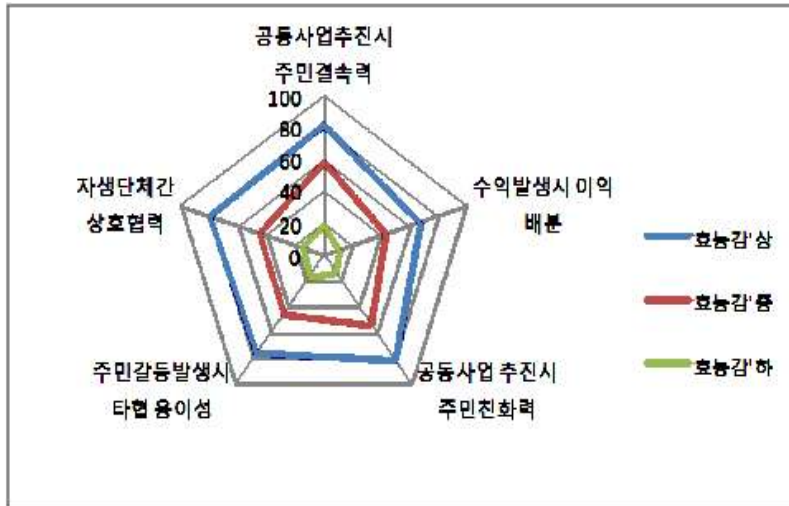 공동사업추진시
주민결속력
100
80
60
40
20
0
수익발생시 이익
배분
공동사업 추진시
주민친화력
주민갈등발생시
타협 용이성
자생단체간
상호협력
효능감'상
효능감'중
효능감'하